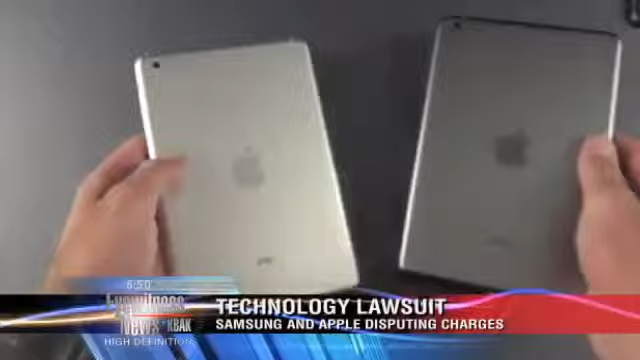 TECHNOLOGY LAWSUIT
SAMSUNG AND APPLE DISPUTING CHARGES
6:50
Eyewitness
News KBAK
HIGH DEFINITION